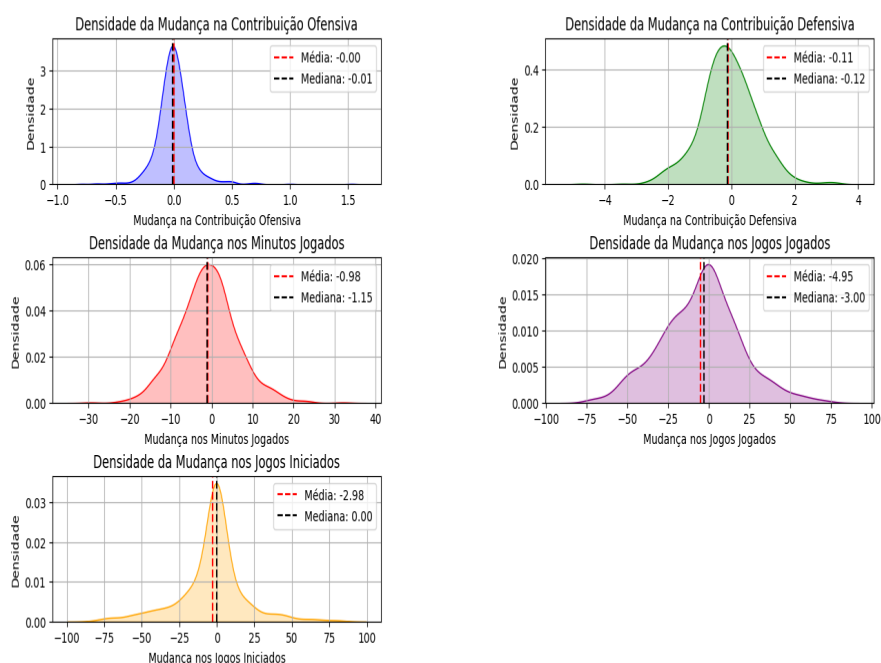 Densidade da Mudança na Contribuição Ofensiva
Densidade
3
2
1
0
Média: -0.00
Mediana: -0.01
-1.0 -0.5 0.0 0.5 1.0 1.5
Mudança na Contribuição Ofensiva
Densidade da Mudança na Contribuição Defensiva
Densidade
0.4
0.2
0.0
Média: -0.11
Mediana: -0.12
−4 −2 0 2 4
Mudança na Contribuição Defensiva
Densidade da Mudança nos Minutos Jogados
Densidade
0.06
0.04
0.02
0.00
Média: -0.98
Mediana: -1.15
−30 −20 −10 0 10 20 30 40
Mudança nos Minutos Jogados
Densidade da Mudança nos Jogos Jogados
Densidade
0.020
0.015
0.010
0.005
0.000
Média: -4.95
Mediana: -3.00
−100 −75 −50 −25 0 25 50 75 100
Mudança nos Jogos Jogados
Densidade da Mudança nos Jogos Iniciados
Densidade
0.03
0.02
0.01
0.00
Média: -2.98
Mediana: 0.00
−100 −75 −50 −25 0 25 50 75 100
Mudança nos Jogos Iniciados